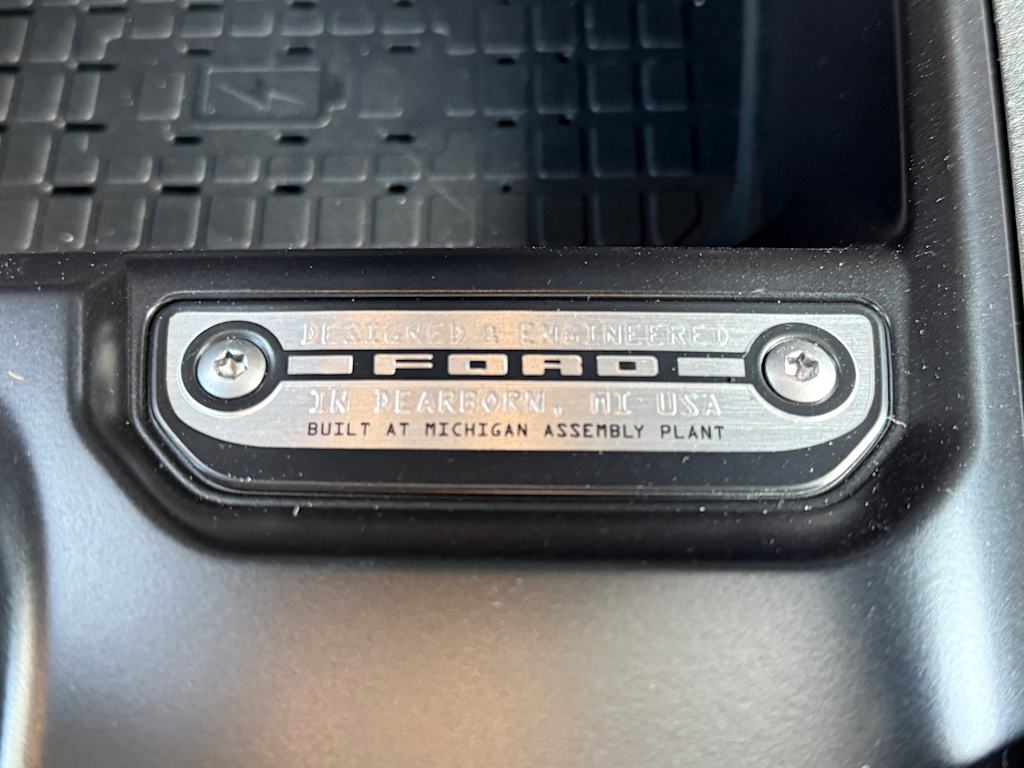 DESIGNED & ENGINEERED
FORD
IN DEARBORN, MI USA
BUILT AT MICHIGAN ASSEMBLY PLANT